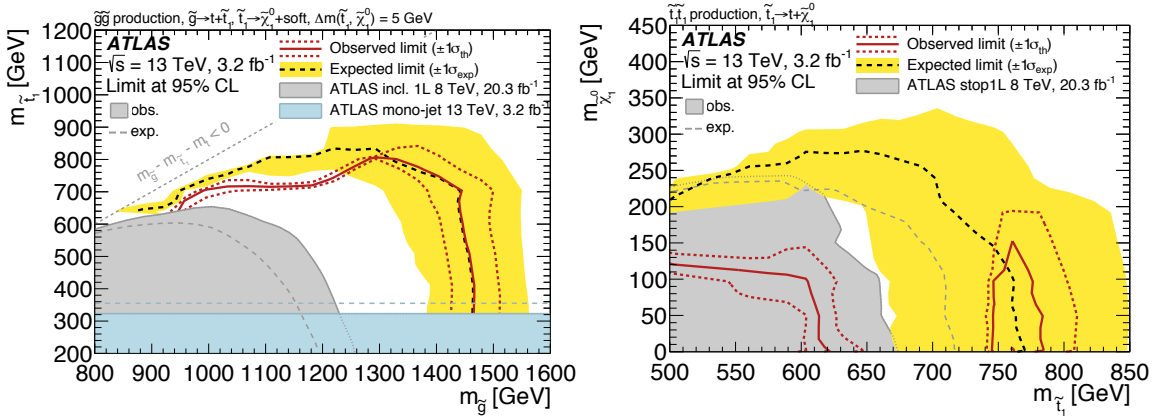 g̃g̃ production, g̃→t+t̃₁, t̃₁→χ̃₁⁰+soft, Δm(t̃₁, χ̃₁⁰) = 5 GeV
m_t̃₁ [GeV]
1200
1100
1000
900
800
700
600
500
400
300
200
ATLAS
√s = 13 TeV, 3.2 fb⁻¹
Limit at 95% CL
obs.
exp.
Observed limit (±1σ_th)
Expected limit (±1σ_exp)
ATLAS incl. 1L 8 TeV, 20.3 fb⁻¹
ATLAS mono-jet 13 TeV, 3.2 fb⁻¹
m_g̃ - m_t̃₁ - m_t < 0
800 900 1000 1100 1200 1300 1400 1500 1600
m_g̃ [GeV]
t̃₁t̃₁ production, t̃₁→t+χ̃₁⁰
m_χ̃₁⁰ [GeV]
450
400
350
300
250
200
150
100
50
0
ATLAS
√s = 13 TeV, 3.2 fb⁻¹
Limit at 95% CL
obs.
exp.
Observed limit (±1σ_th)
Expected limit (±1σ_exp)
ATLAS stop1L 8 TeV, 20.3 fb⁻¹
500 550 600 650 700 750 800 850
m_t̃₁ [GeV]